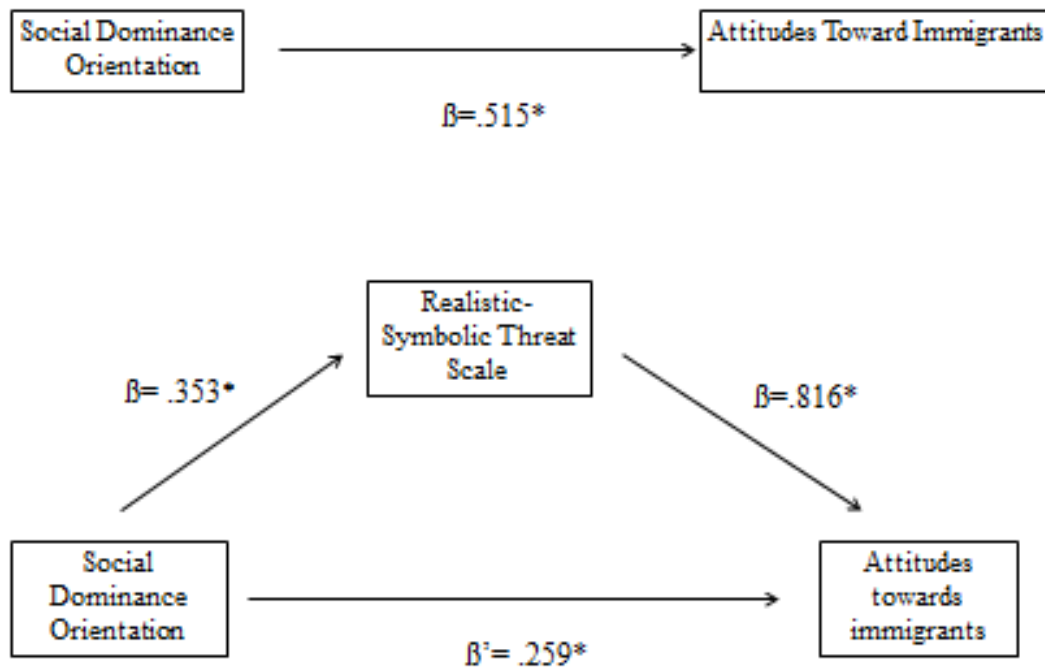 Social Dominance
Orientation
Attitudes Toward Immigrants
ß=.515*
Realistic-
Symbolic Threat
Scale
ß= .353*
ß=.816*
Social
Dominance
Orientation
Attitudes
towards
immigrants
ß’= .259*